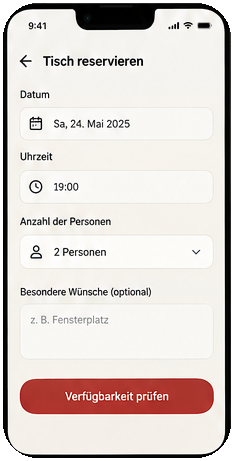 9:41
Tisch reservieren
Datum
Sa, 24. Mai 2025
Uhrzeit
19:00
Anzahl der Personen
2 Personen
Besondere Wünsche (optional)
z. B. Fensterplatz
Verfügbarkeit prüfen